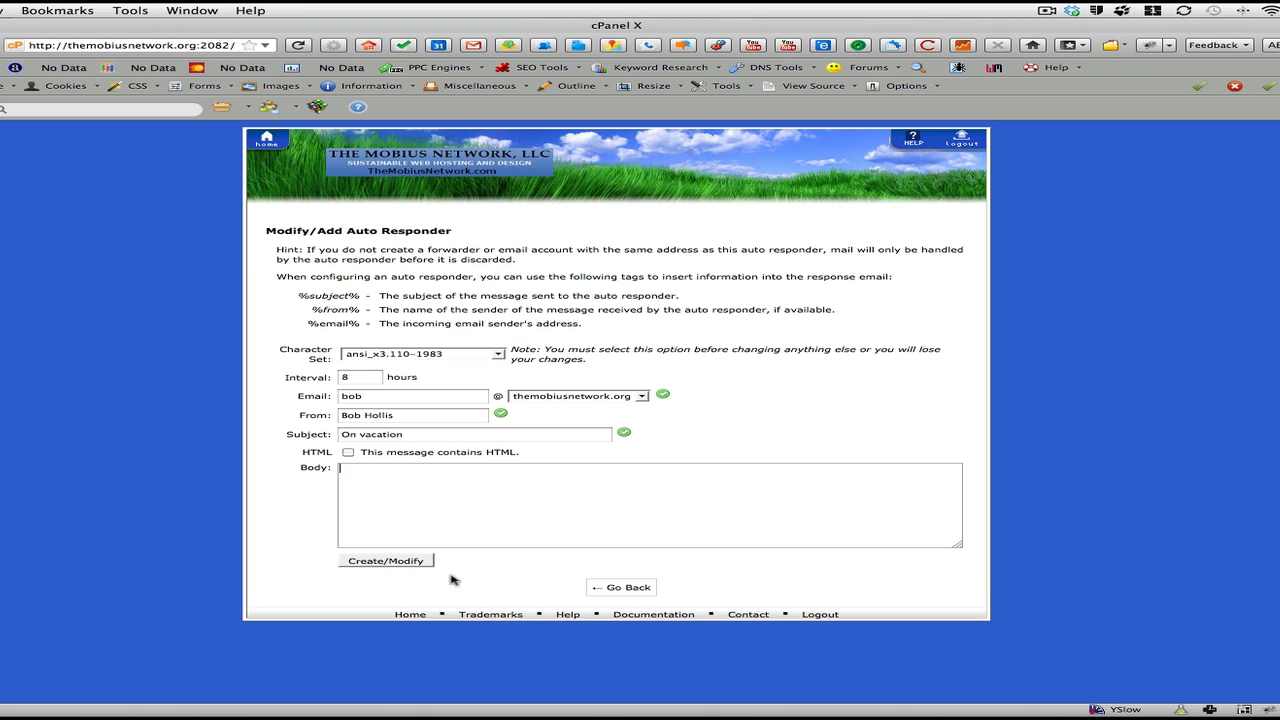 Bookmarks Tools Window Help
cPanel X
http://themobiusnetwork.org:2082/ Feedback
No Data No Data No Data No Data PPC Engines SEO Tools Keyword Research DNS Tools Forums Help
Cookies CSS Forms Images Information Miscellaneous Outline Resize Tools View Source Options
home
HELP logout
THE MOBIUS NETWORK, LLC
SUSTAINABLE WEB HOSTING AND DESIGN
TheMobiusNetwork.com
Modify/Add Auto Responder
Hint: If you do not create a forwarder or email account with the same address as this auto responder, mail will only be handled
by the auto responder before it is discarded.
When configuring an auto responder, you can use the following tags to insert information into the response email:
%subject% - The subject of the message sent to the auto responder.
%from% - The name of the sender of the message received by the auto responder, if available.
%email% - The incoming email sender's address.
Character
Set: ansi_x3.110-1983 Note: You must select this option before changing anything else or you will lose
your changes.
Interval: 8 hours
Email: bob @ themobiusnetwork.org
From: Bob Hollis
Subject: On vacation
HTML This message contains HTML.
Body:
Create/Modify
← Go Back
Home ▪ Trademarks ▪ Help ▪ Documentation ▪ Contact ▪ Logout
YSlow